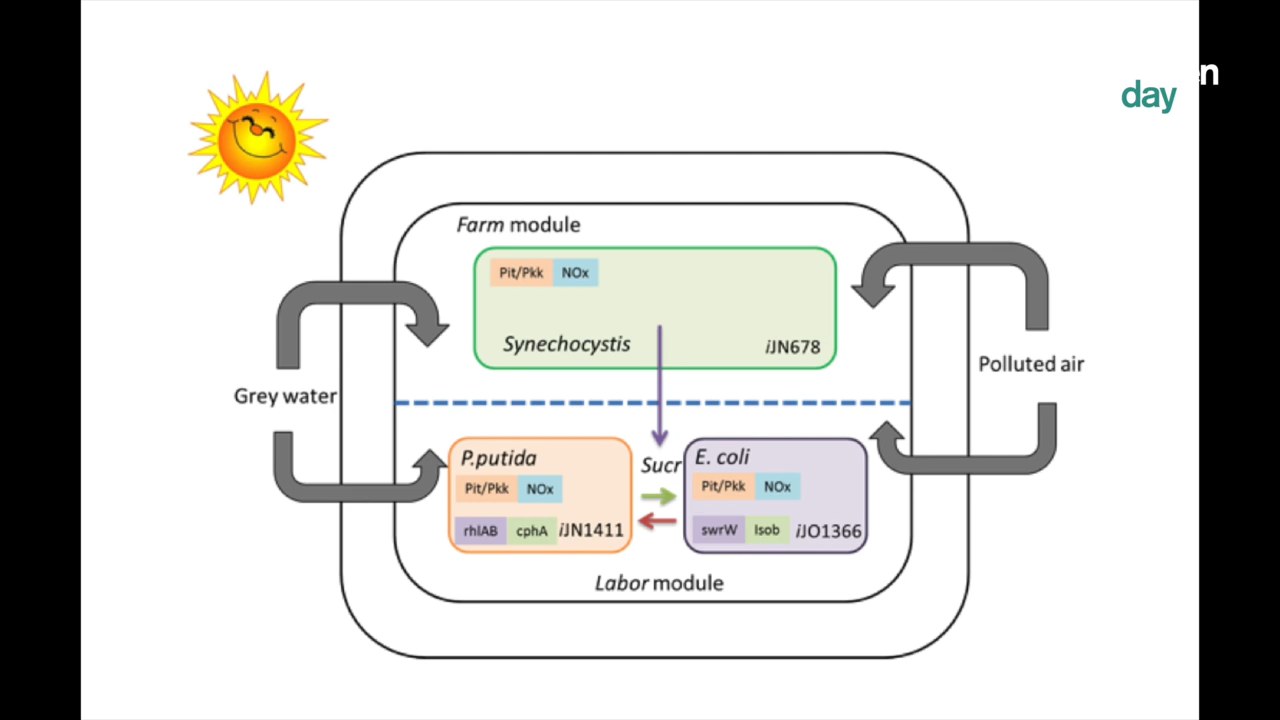 day
Farm module
Pit/Pkk NOx
Synechocystis iJN678
Polluted air
Grey water
P.putida
Pit/Pkk NOx
rhlAB cphA iJN1411
Sucr
E. coli
Pit/Pkk NOx
swrW Isob iJO1366
Labor module